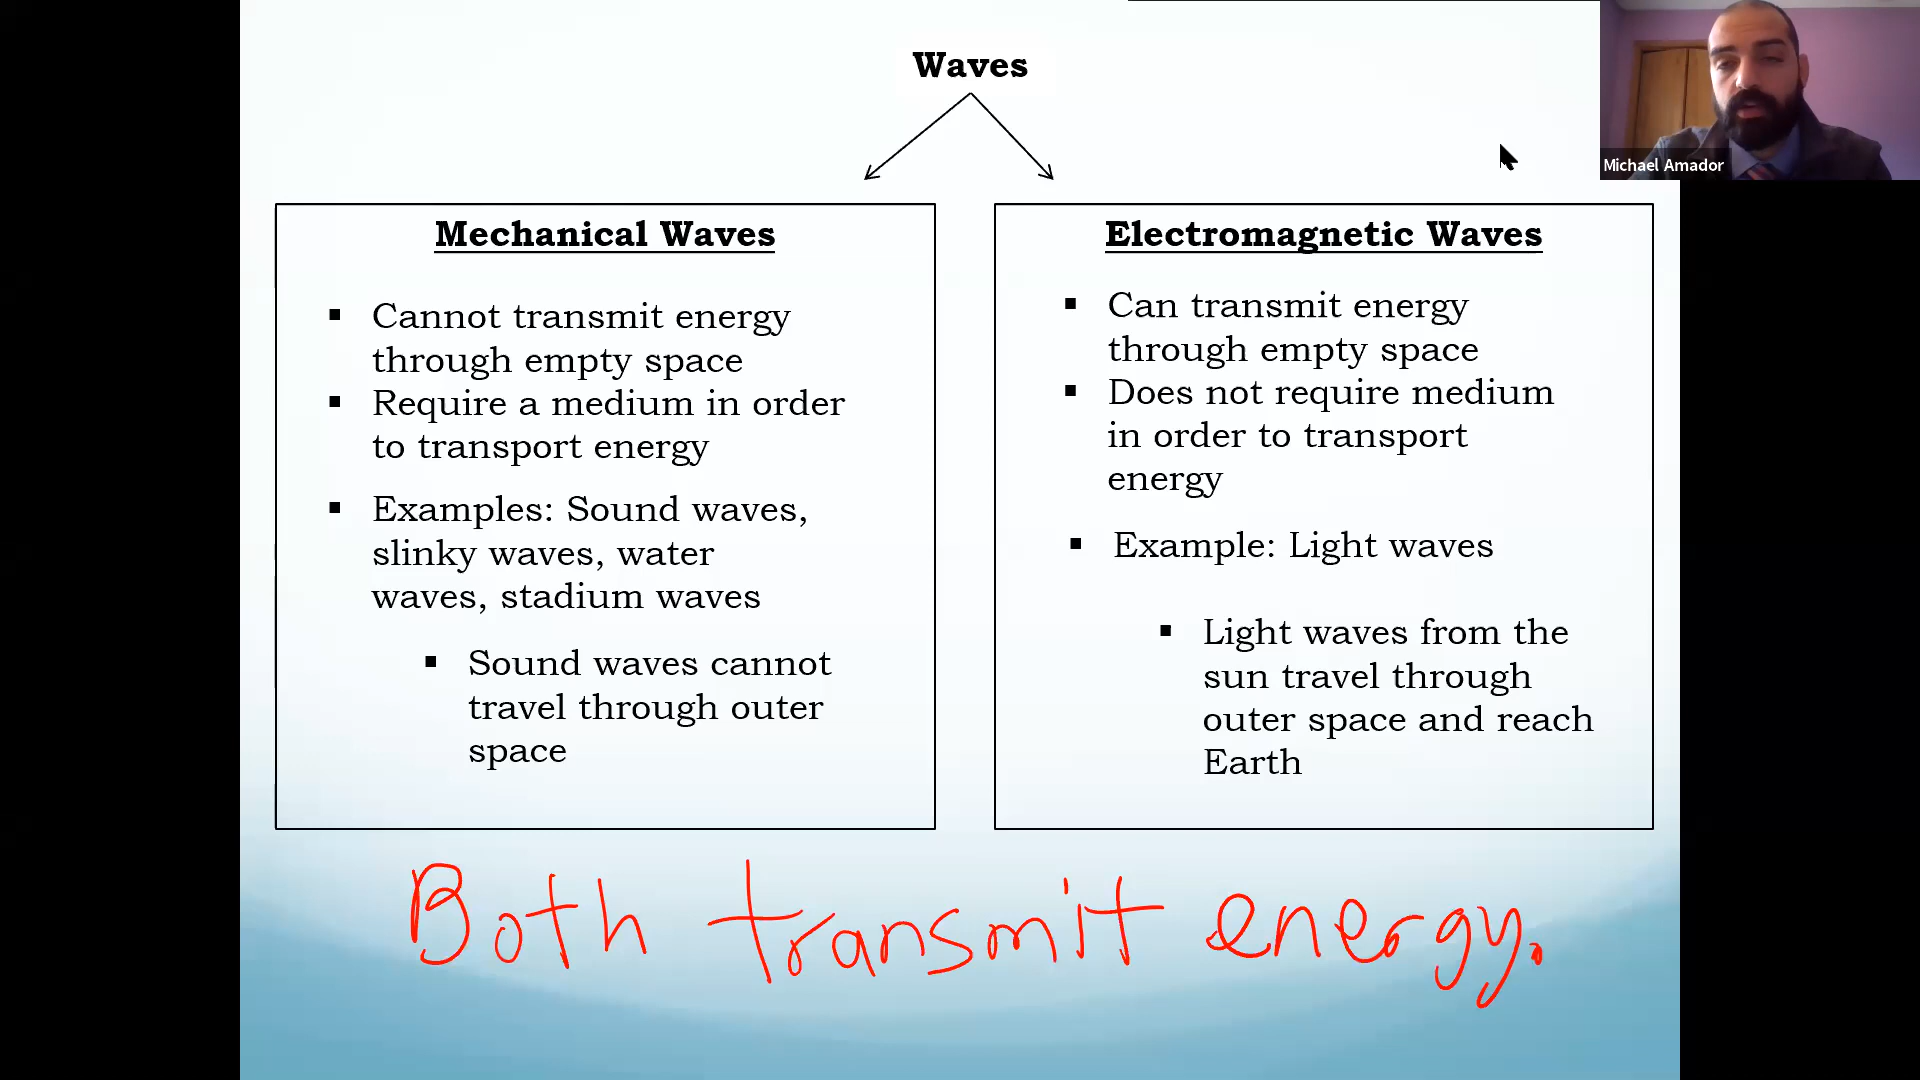 Waves
Michael Amador
Mechanical Waves
▪ Cannot transmit energy
through empty space
▪ Require a medium in order
to transport energy
▪ Examples: Sound waves,
slinky waves, water
waves, stadium waves
▪ Sound waves cannot
travel through outer
space
Electromagnetic Waves
▪ Can transmit energy
through empty space
▪ Does not require medium
in order to transport
energy
▪ Example: Light waves
▪ Light waves from the
sun travel through
outer space and reach
Earth
Both transmit energy.